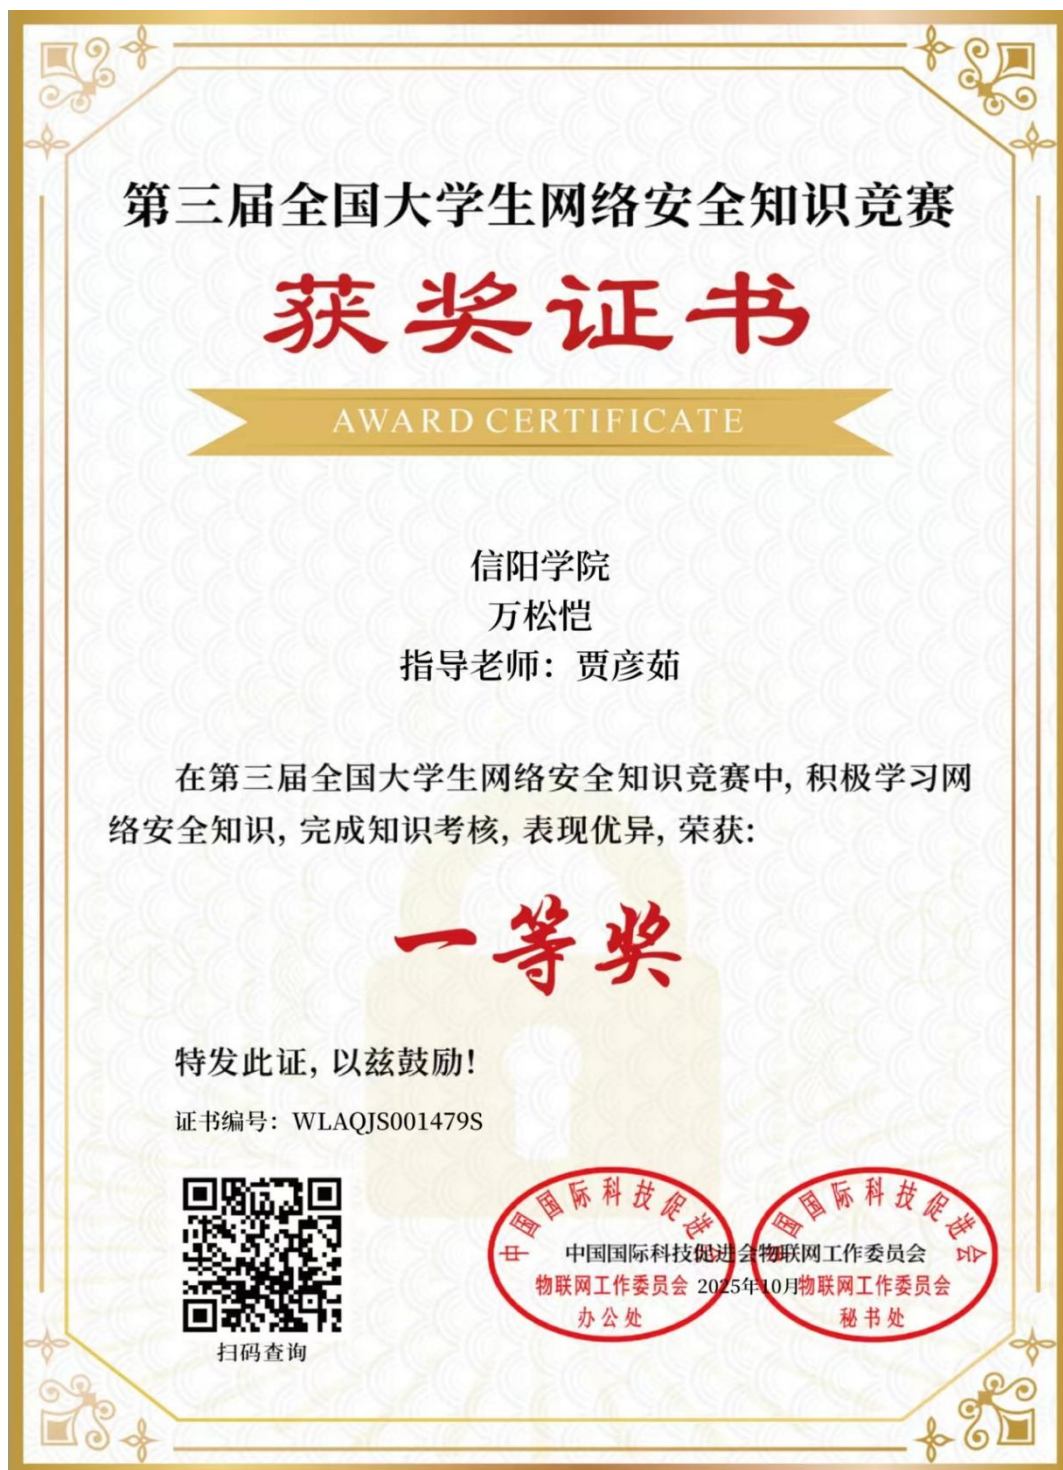 第三届全国大学生网络安全知识竞赛
获奖证书
AWARD CERTIFICATE
信阳学院
万松恺
指导老师：贾彦茹
在第三届全国大学生网络安全知识竞赛中，积极学习网
络安全知识，完成知识考核，表现优异，荣获：
一等奖
特发此证，以兹鼓励！
证书编号：WLAQJS001479S
扫码查询
中国国际科技促进会
物联网工作委员会
办公处
中国国际科技促进会
物联网工作委员会
秘书处
中国国际科技促进会物联网工作委员会
2025年10月